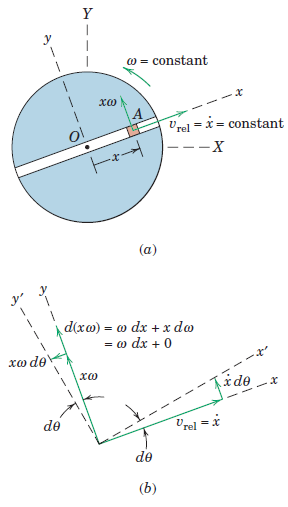 Y
y
ω = constant
xω
A
x
v_rel = ẋ = constant
O
x
X
(a)
y′
y
d(xω) = ω dx + x dω
= ω dx + 0
xω dθ
xω
x′
ẋ dθ
x
dθ
v_rel = ẋ
dθ
(b)